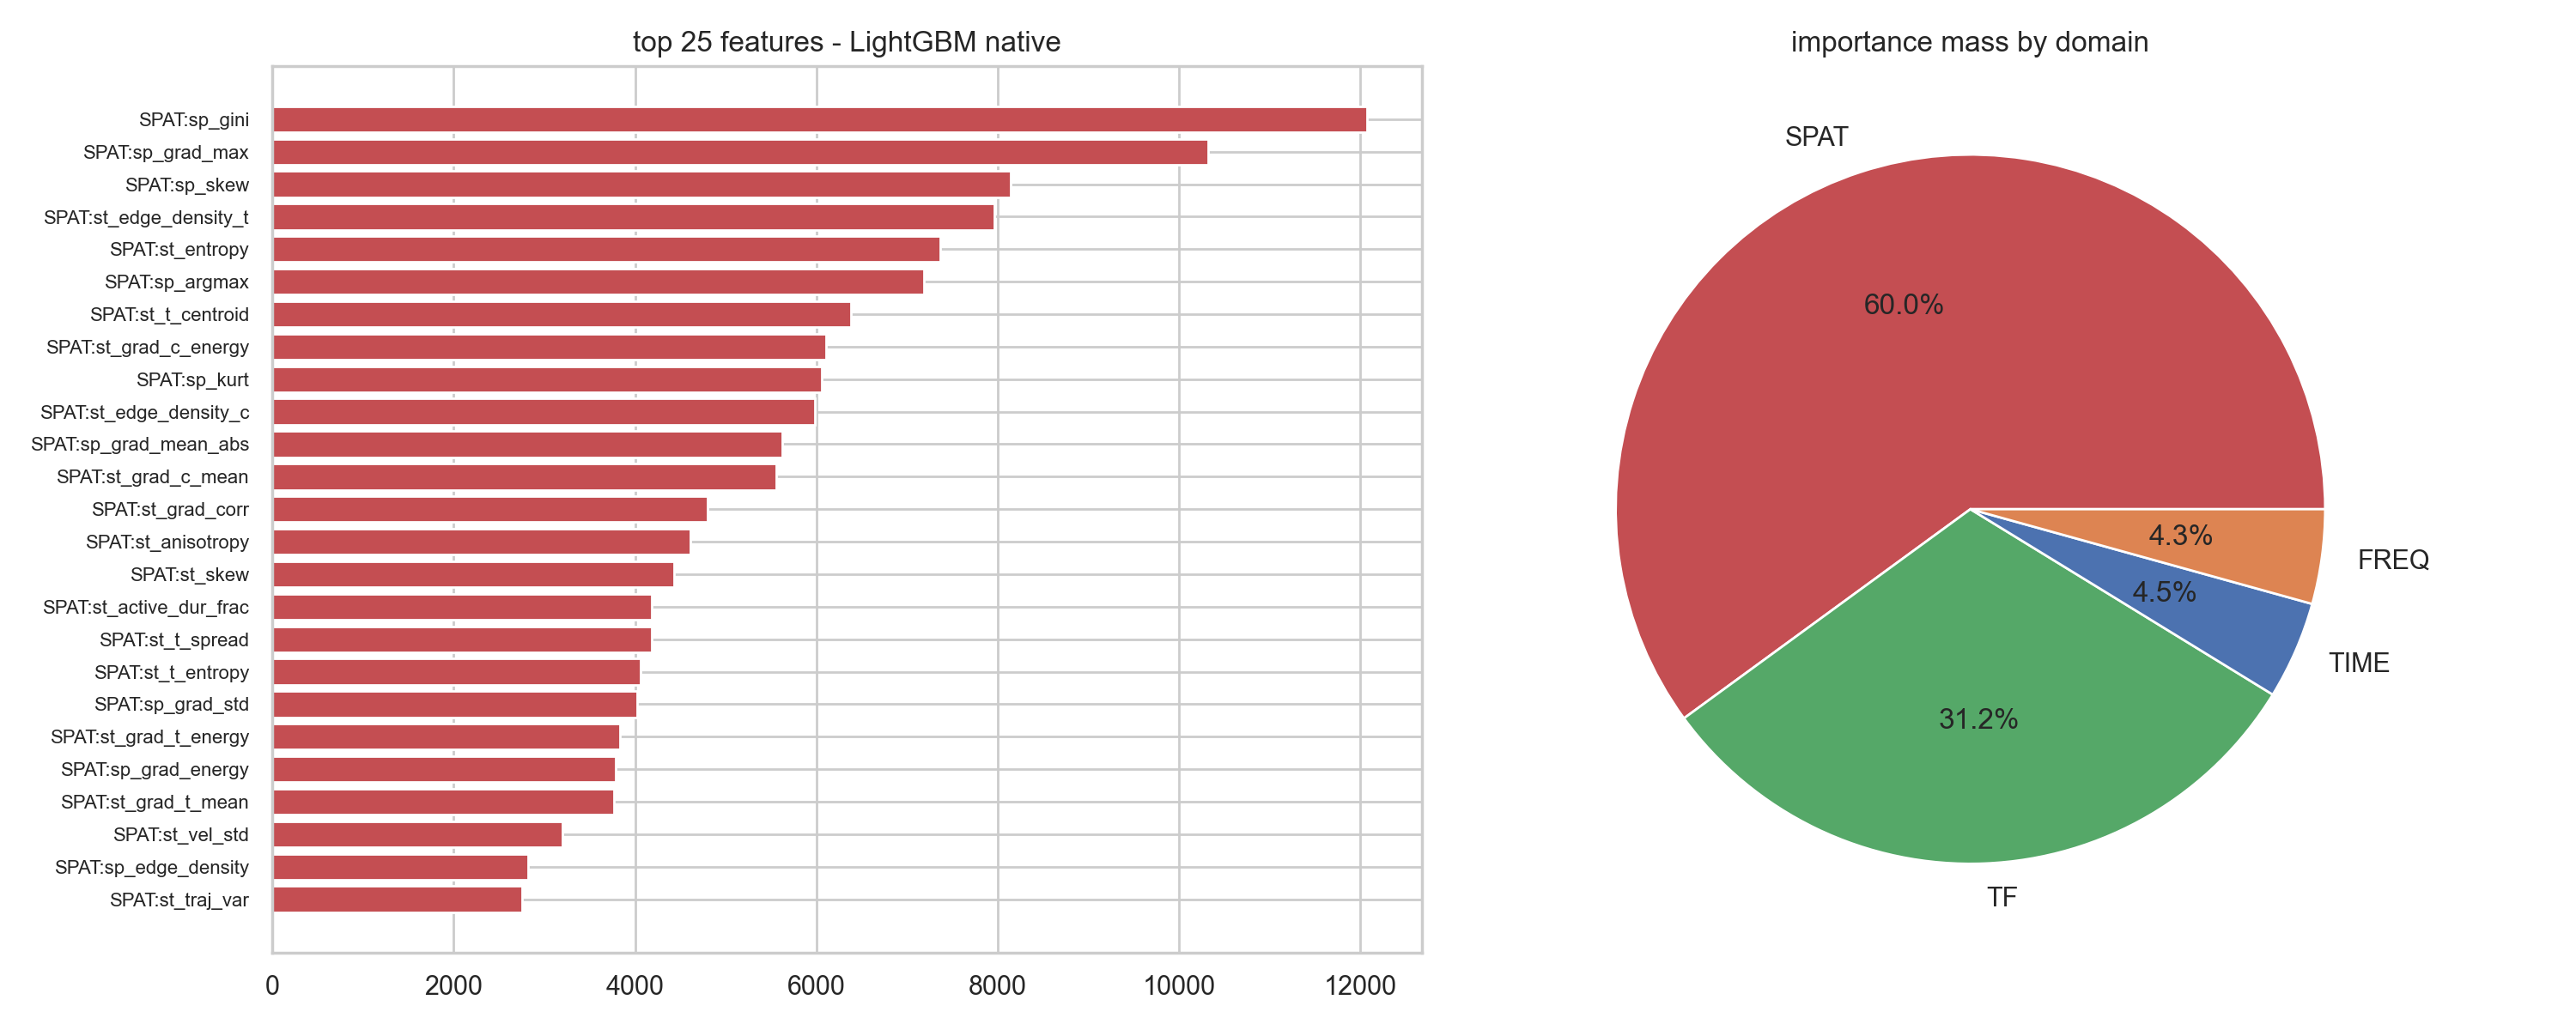 top 25 features - LightGBM native
SPAT:sp_gini
SPAT:sp_grad_max
SPAT:sp_skew
SPAT:st_edge_density_t
SPAT:st_entropy
SPAT:sp_argmax
SPAT:st_t_centroid
SPAT:st_grad_c_energy
SPAT:sp_kurt
SPAT:st_edge_density_c
SPAT:sp_grad_mean_abs
SPAT:st_grad_c_mean
SPAT:st_grad_corr
SPAT:st_anisotropy
SPAT:st_skew
SPAT:st_active_dur_frac
SPAT:st_t_spread
SPAT:st_t_entropy
SPAT:sp_grad_std
SPAT:st_grad_t_energy
SPAT:sp_grad_energy
SPAT:st_grad_t_mean
SPAT:st_vel_std
SPAT:sp_edge_density
SPAT:st_traj_var
0 2000 4000 6000 8000 10000 12000
importance mass by domain
SPAT
60.0%
4.3%
FREQ
4.5%
TIME
31.2%
TF